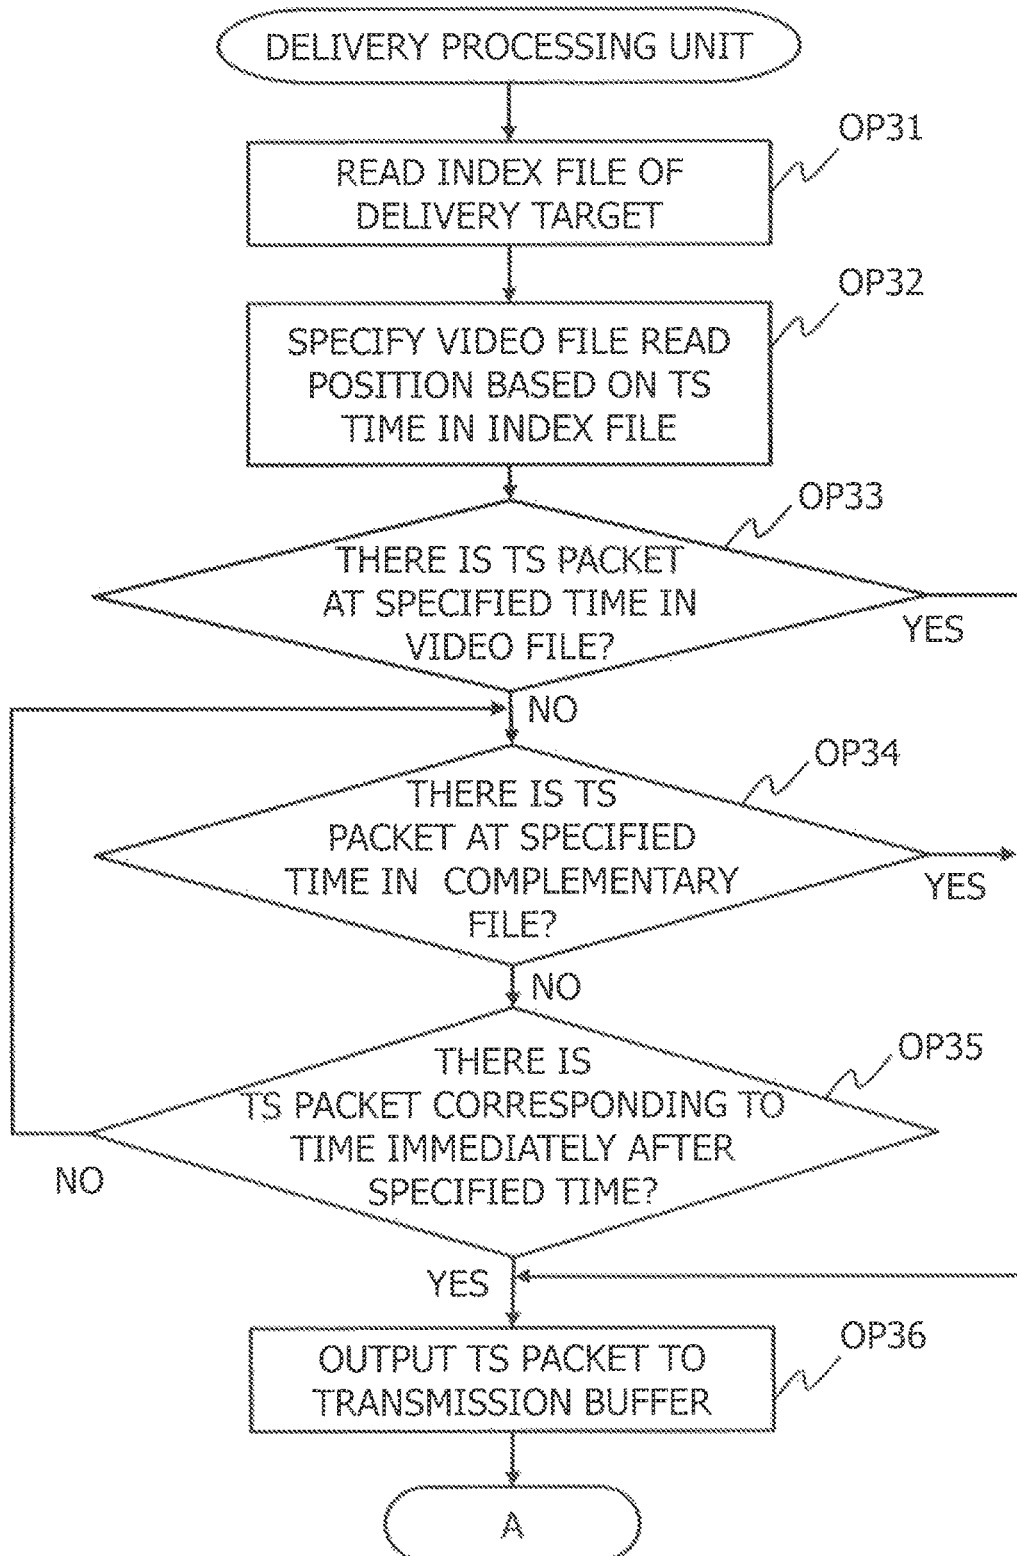 DELIVERY PROCESSING UNIT
OP31
READ INDEX FILE OF
DELIVERY TARGET
OP32
SPECIFY VIDEO FILE READ
POSITION BASED ON TS
TIME IN INDEX FILE
OP33
THERE IS TS PACKET
AT SPECIFIED TIME IN
VIDEO FILE?
YES
NO
OP34
THERE IS TS
PACKET AT SPECIFIED
TIME IN COMPLEMENTARY
FILE?
YES
NO
OP35
THERE IS
TS PACKET CORRESPONDING TO
TIME IMMEDIATELY AFTER
SPECIFIED TIME?
NO
YES
OP36
OUTPUT TS PACKET TO
TRANSMISSION BUFFER
A